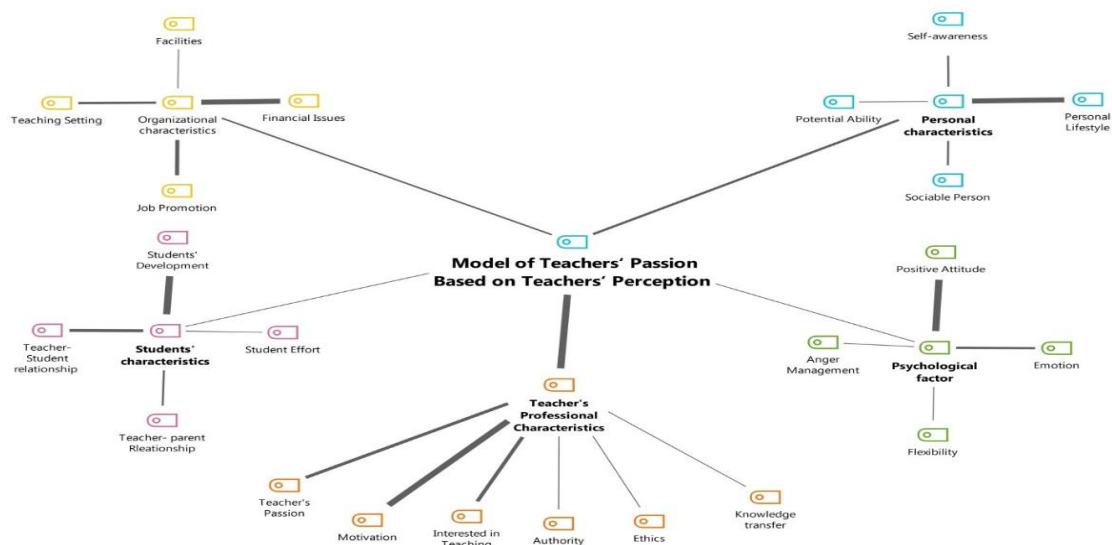 Facilities
Teaching Setting
Organizational
characteristics
Financial Issues
Job Promotion
Self-awareness
Potential Ability
Personal
characteristics
Personal
Lifestyle
Sociable Person
Model of Teachers' Passion
Based on Teachers' Perception
Students'
Development
Teacher-
Student
relationship
Students'
characteristics
Student Effort
Teacher- parent
Rleationship
Positive Attitude
Anger
Management
Psychological
factor
Emotion
Flexibility
Teacher's
Professional
Characteristics
Teacher's
Passion
Motivation
Interested in
Teaching
Authority
Ethics
Knowledge
transfer